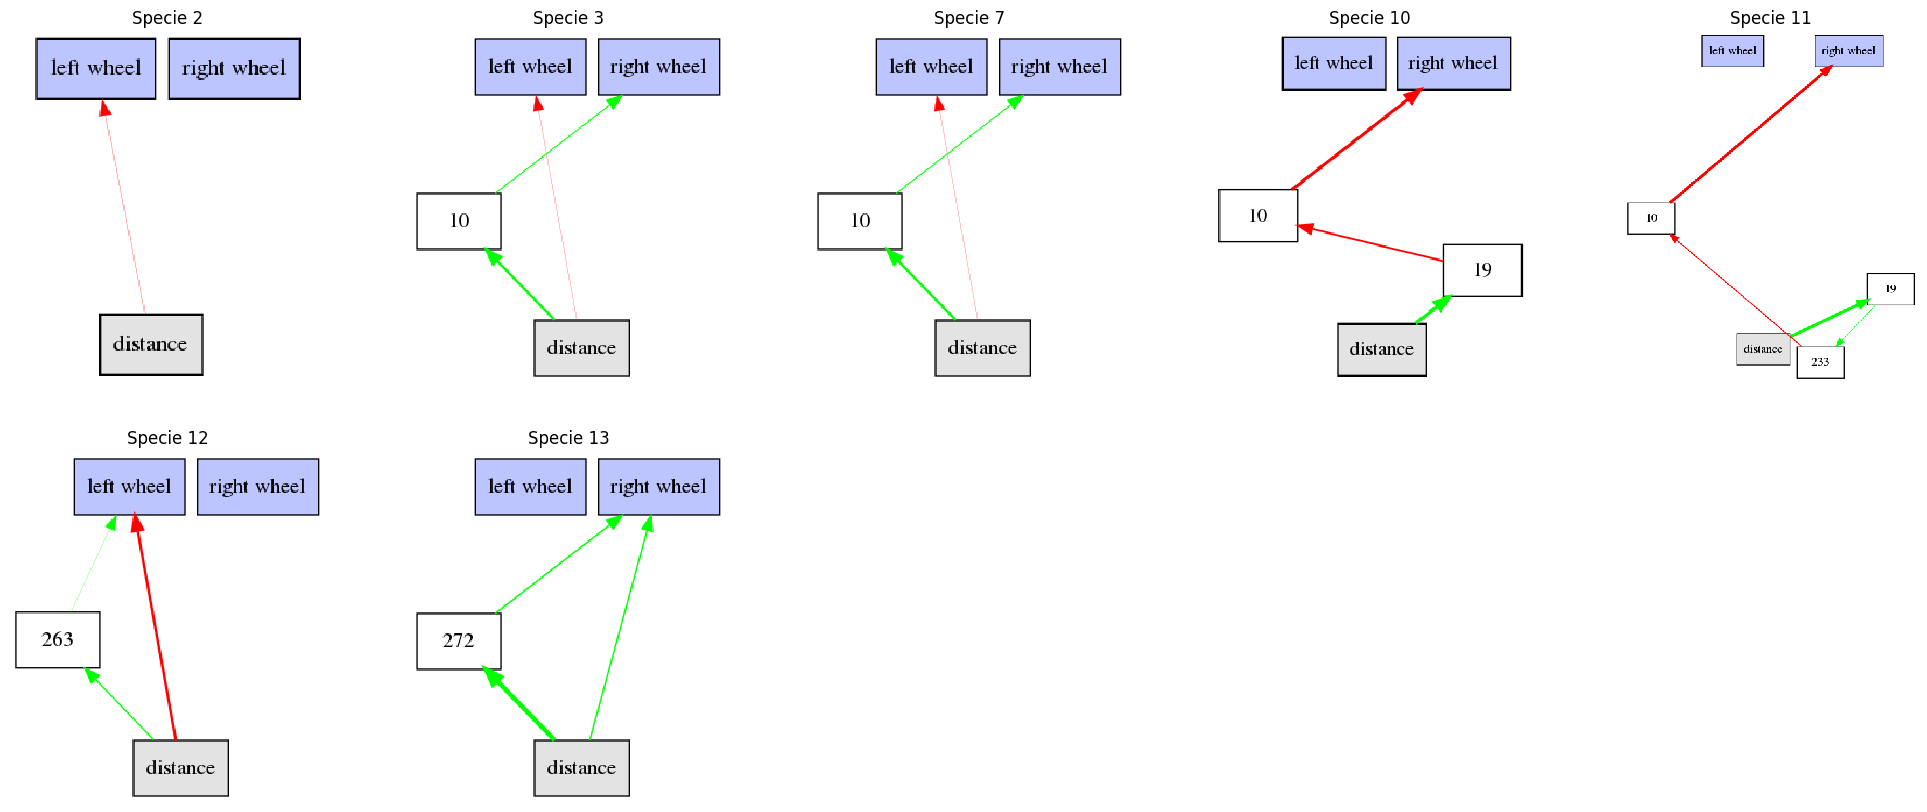 Specie 2
left wheel
right wheel
distance
Specie 3
left wheel
right wheel
10
distance
Specie 7
left wheel
right wheel
10
distance
Specie 10
left wheel
right wheel
10
19
distance
Specie 11
left wheel
right wheel
10
19
distance
233
Specie 12
left wheel
right wheel
263
distance
Specie 13
left wheel
right wheel
272
distance